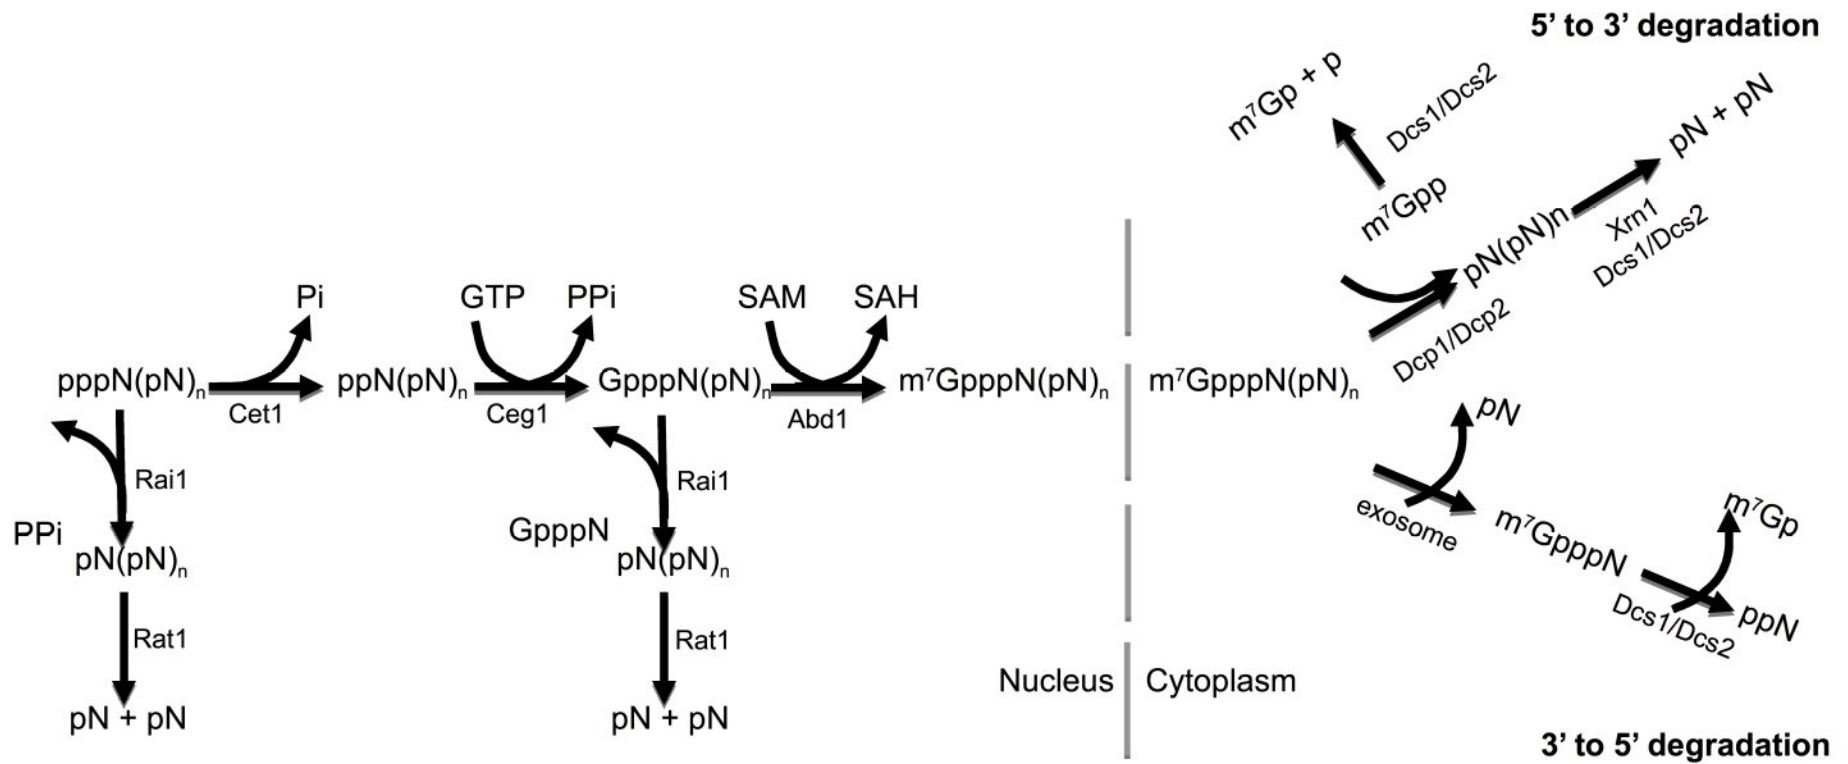 5’ to 3’ degradation
m⁷Gp + p
Dcs1/Dcs2
pN + pN
m⁷Gpp
pN(pN)n
Xrn1
Dcs1/Dcs2
Dcp1/Dcp2
Pi
GTP
PPi
SAM
SAH
pppN(pN)ₙ
Cet1
ppN(pN)ₙ
Ceg1
GpppN(pN)ₙ
Abd1
m⁷GpppN(pN)ₙ
m⁷GpppN(pN)ₙ
Rai1
PPi
pN(pN)ₙ
Rat1
pN + pN
Rai1
GpppN
pN(pN)ₙ
Rat1
pN + pN
pN
exosome
m⁷GpppN
m⁷Gp
Dcs1/Dcs2
ppN
Nucleus
Cytoplasm
3’ to 5’ degradation